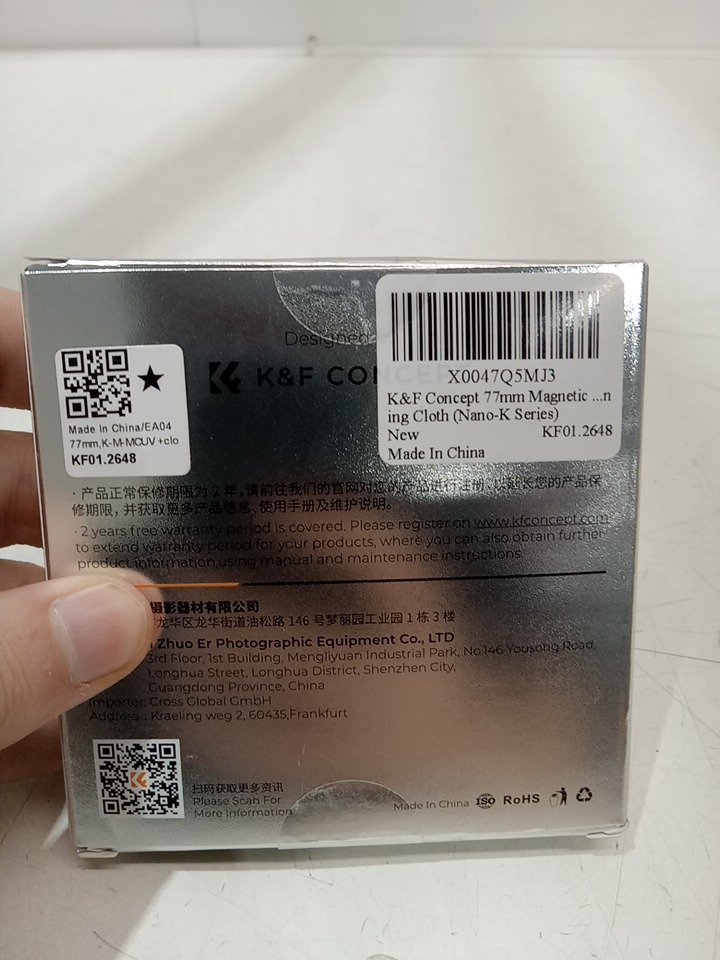 Designed
K&F CONCEPT
X0047Q5MJ3
K&F Concept 77mm Magnetic ...n
ing Cloth (Nano-K Series)
New KF01.2648
Made In China
Made In China/EA04
77mm,K-M-MCUV+clo
KF01.2648
· 产品正常保修期限为 2 年,请前往我们的官网对您的产品进行注册,以延长您的产品保
修期限,并获取更多产品信息、使用手册及维护说明。
· 2 years free warranty period is covered. Please register on www.kfconcept.com
to extend warranty period for your products, where you can also obtain further
product information,using manual and maintenance instructions.
摄影器材有限公司
龙华区龙华街道油松路 146 号梦丽园工业园 1 栋 3 楼
Zhuo Er Photographic Equipment Co., LTD
3rd Floor, 1st Building, Mengliyuan Industrial Park, No.146 Yousong Road,
Longhua Street, Longhua District, Shenzhen City,
Guangdong Province, China
Importer: Cross Global GmbH
Address: Kraeling weg 2, 60435,Frankfurt
扫码获取更多资讯
Please Scan For
More Information
Made In China ISO RoHS